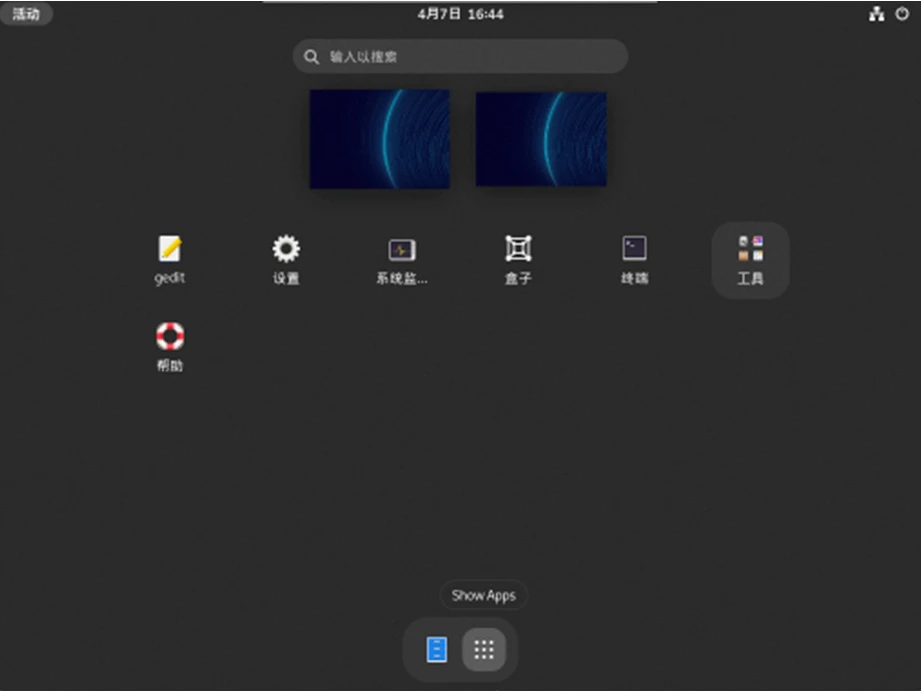 活动
4月7日 16:44
输入以搜索
gedit
设置
系统监...
盒子
终端
工具
帮助
Show Apps